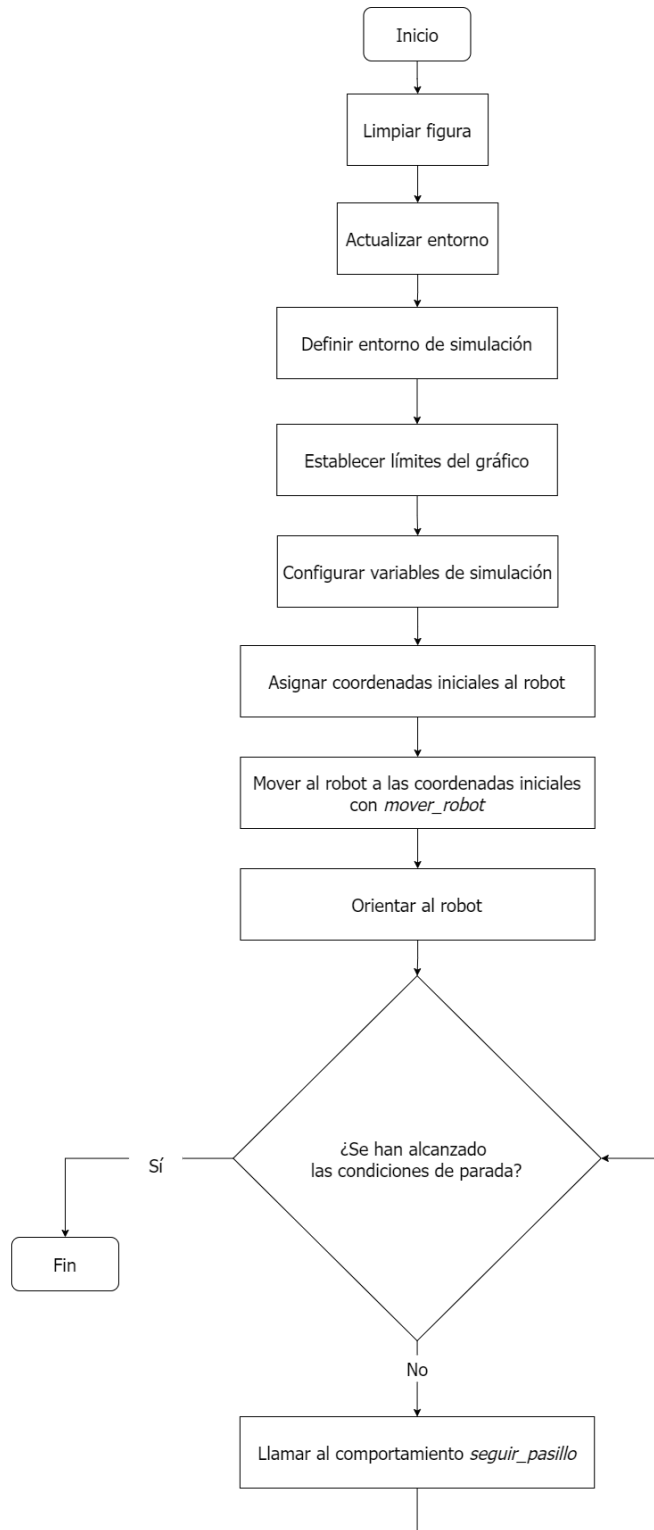 Inicio
Limpiar figura
Actualizar entorno
Definir entorno de simulación
Establecer límites del gráfico
Configurar variables de simulación
Asignar coordenadas iniciales al robot
Mover al robot a las coordenadas iniciales
con mover_robot
Orientar al robot
¿Se han alcanzado
las condiciones de parada?
Sí
Fin
No
Llamar al comportamiento seguir_pasillo